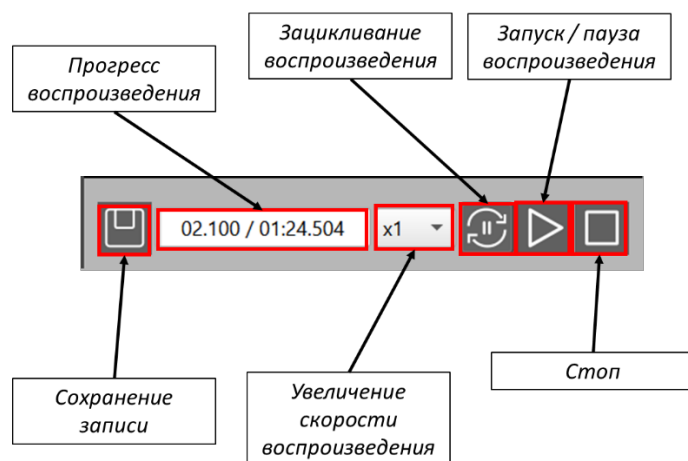 Зацикливание
воспроизведения
Запуск / пауза
воспроизведения
Прогресс
воспроизведения
02.100 / 01:24.504
x1
Сохранение
записи
Увеличение
скорости
воспроизведения
Стоп